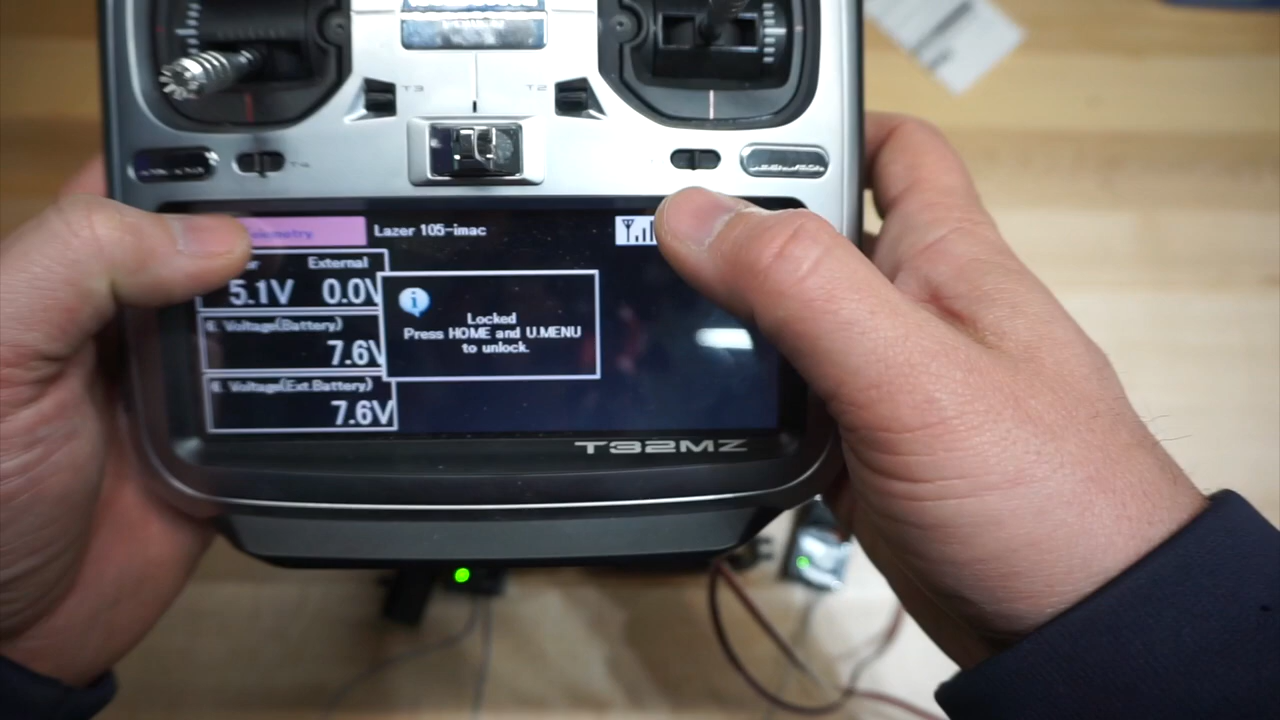 T3
T2
T4
Lazer 105-imac
External
5.1V 0.0V
Voltage(Battery)
7.6V
Voltage(Ext.Battery)
7.6V
Locked
Press HOME and U.MENU
to unlock.
T32MZ